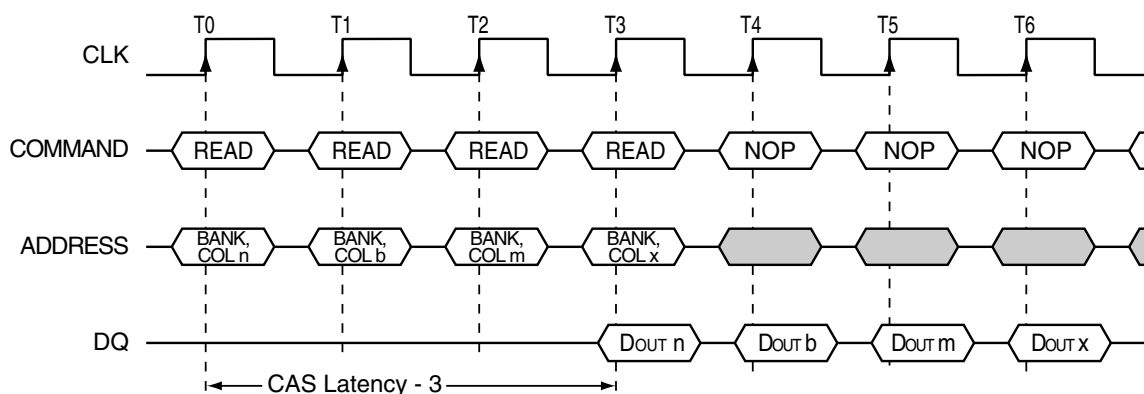 T0 T1 T2 T3 T4 T5 T6
CLK
COMMAND READ READ READ READ NOP NOP NOP
ADDRESS BANK, COL n BANK, COL b BANK, COL m BANK, COL x
DQ DOUT n DOUT b DOUT m DOUT x
CAS Latency - 3